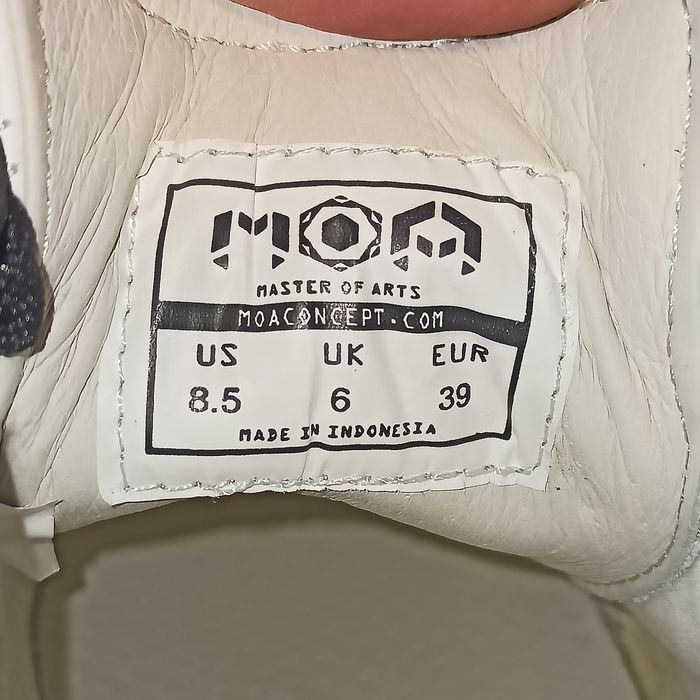 MOA
MASTER OF ARTS
MOACONCEPT.COM
US UK EUR
8.5 6 39
MADE IN INDONESIA